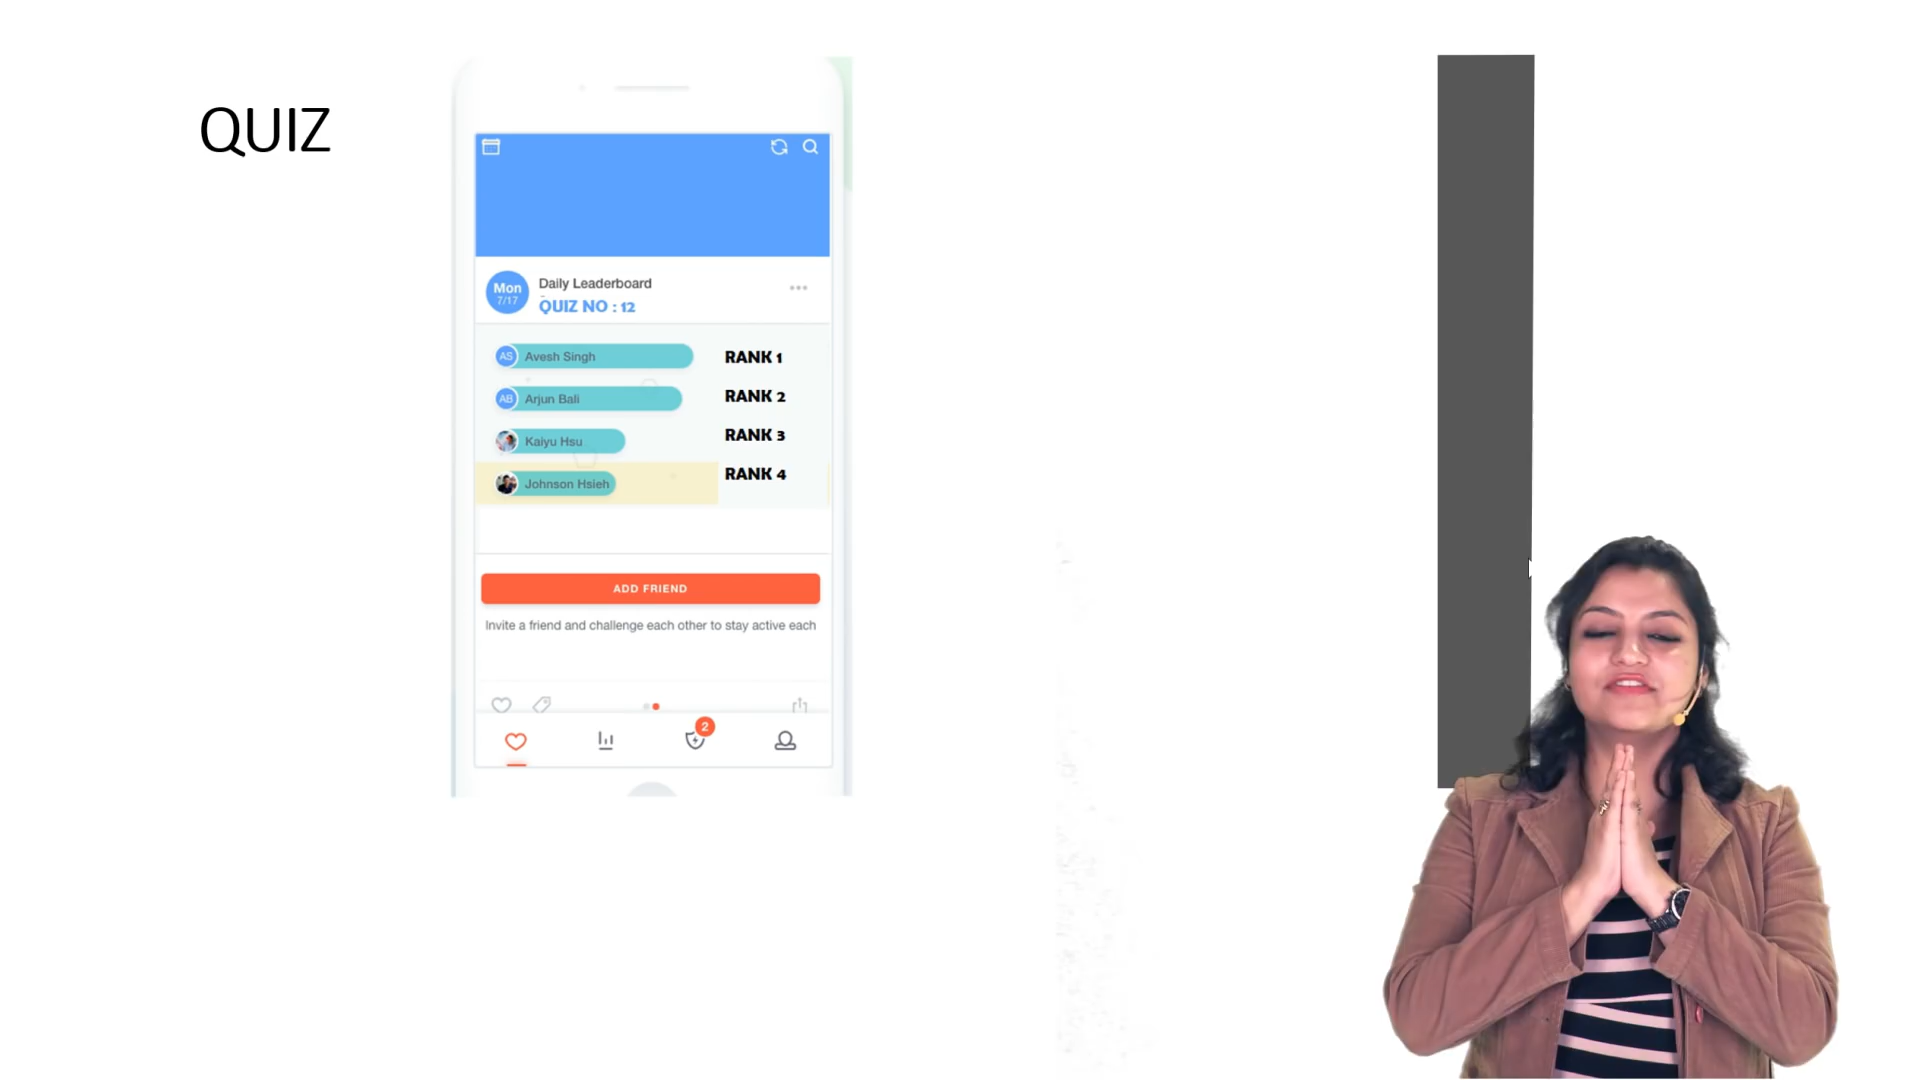 QUIZ
Mon
7/17
Daily Leaderboard
QUIZ NO : 12
AS
Avesh Singh
RANK 1
AB
Arjun Bali
RANK 2
Kaiyu Hsu
RANK 3
Johnson Hsieh
RANK 4
ADD FRIEND
Invite a friend and challenge each other to stay active each
2